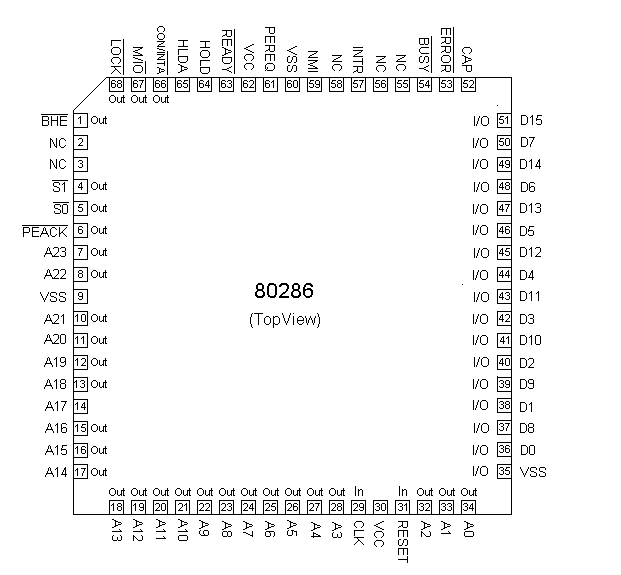 LOCK M/IO CON/INTA HLDA HOLD READY VCC PEREQ VSS NMI NC INTR NC NC BUSY ERROR CAP
68 67 66 65 64 63 62 61 60 59 58 57 56 55 54 53 52
Out Out Out
BHE 1 Out I/O 51 D15
NC 2 I/O 50 D7
NC 3 I/O 49 D14
S1 4 Out I/O 48 D6
S0 5 Out I/O 47 D13
PEACK 6 Out I/O 46 D5
A23 7 Out I/O 45 D12
A22 8 Out I/O 44 D4
VSS 9 I/O 43 D11
A21 10 Out I/O 42 D3
A20 11 Out I/O 41 D10
A19 12 Out I/O 40 D2
A18 13 Out I/O 39 D9
A17 14 I/O 38 D1
A16 15 Out I/O 37 D8
A15 16 Out I/O 36 D0
A14 17 Out I/O 35 VSS
80286
(TopView)
Out Out Out Out Out Out Out Out Out Out Out In In Out Out Out
18 19 20 21 22 23 24 25 26 27 28 29 30 31 32 33 34
A13 A12 A11 A10 A9 A8 A7 A6 A5 A4 A3 CLK VCC RESET A2 A1 A0